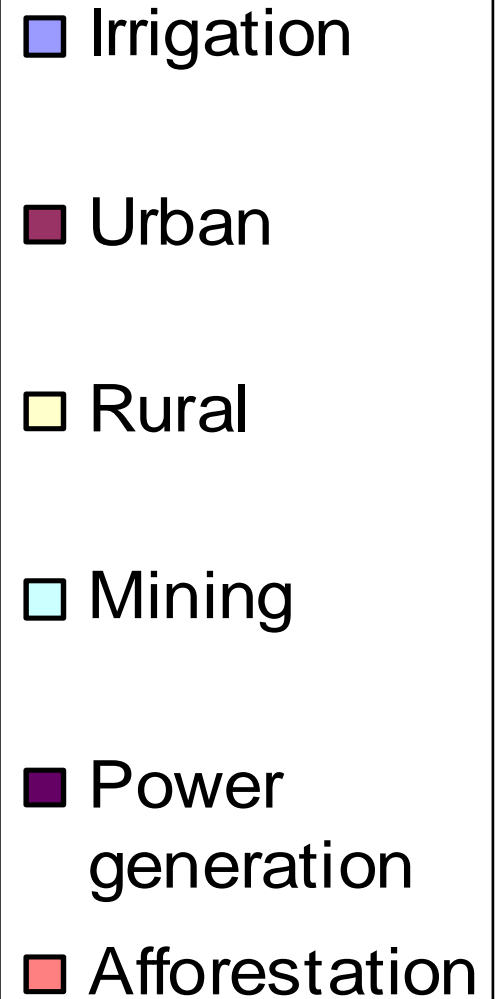 Irrigation
Urban
Rural
Mining
Power
generation
Afforestation